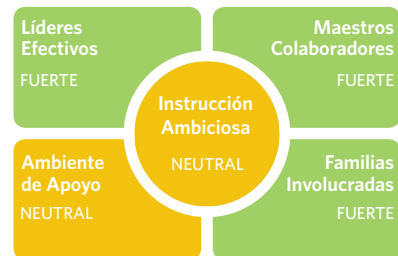 Líderes
Efectivos
FUERTE
Maestros
Colaboradores
FUERTE
Instrucción
Ambiciosa
NEUTRAL
Ambiente
de Apoyo
NEUTRAL
Familias
Involucradas
FUERTE